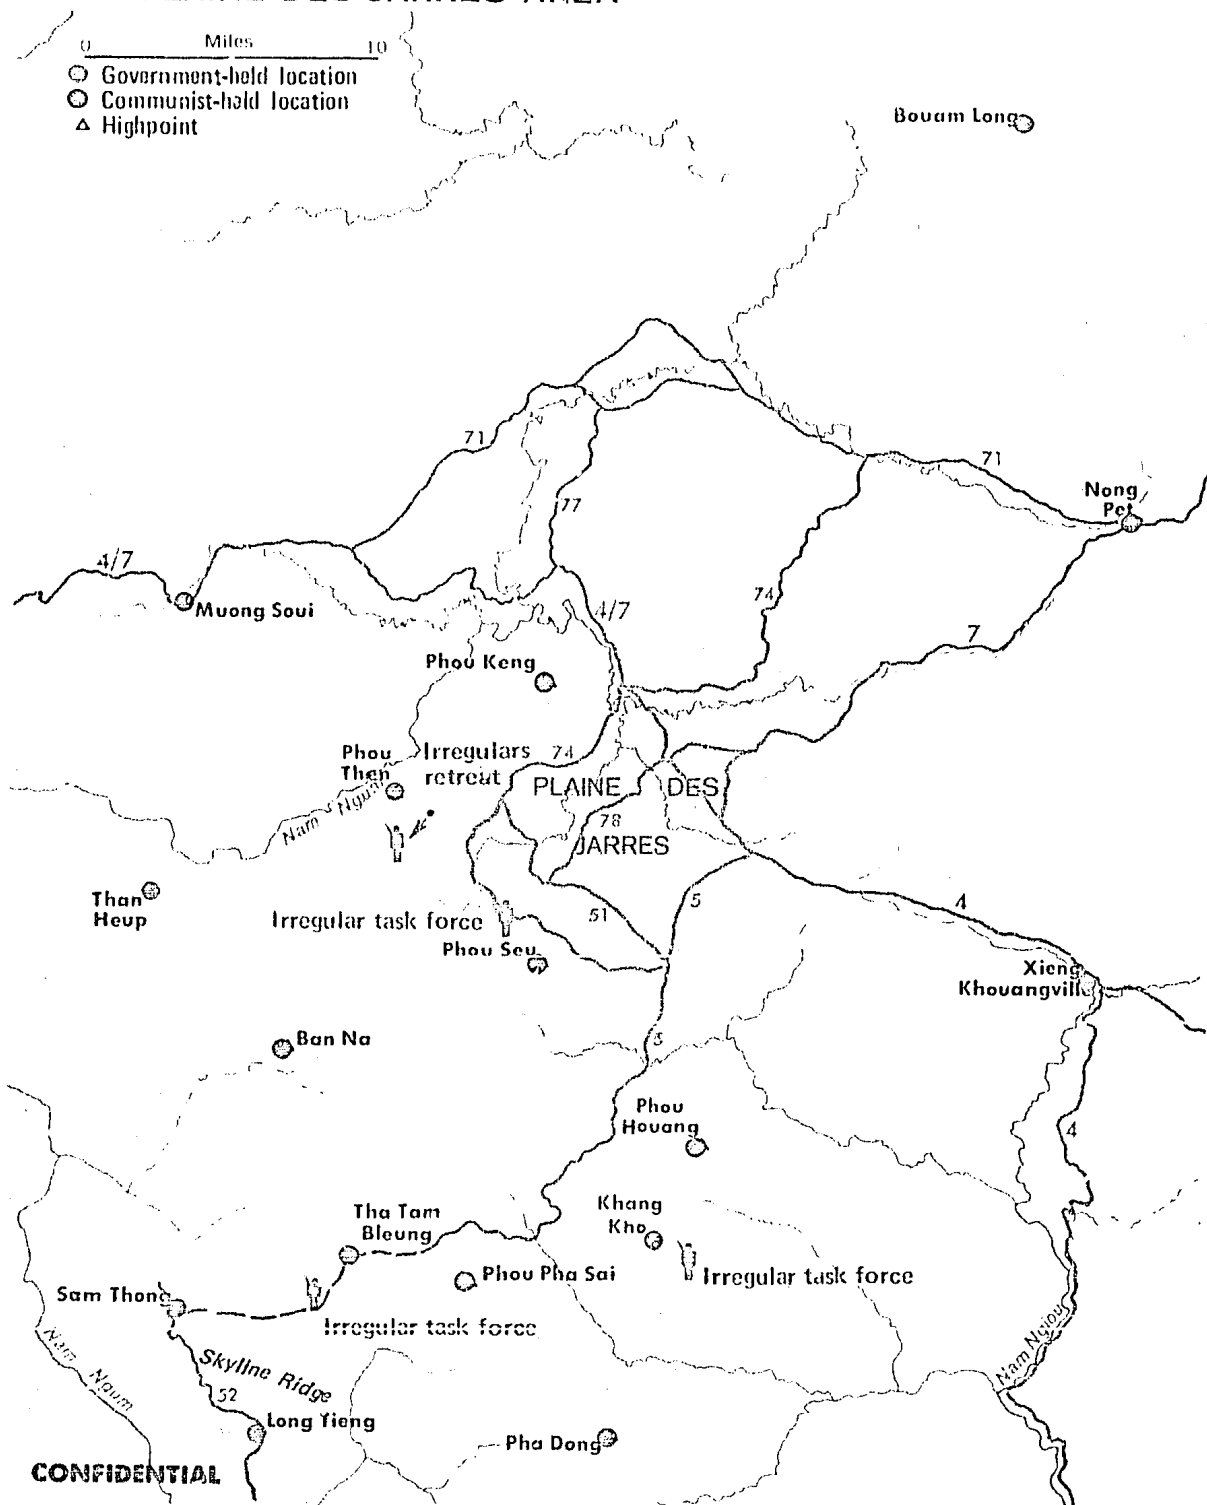 0 Miles 10
Government-held location
Communist-held location
Highpoint
Bouam Long
71
71
Nong
Pet
77
4/7
Muong Soui
4/7
74
7
Phou Keng
Phou
Then
Irregulars
retreat
74
PLAINE DES
JARRES
78
Nam Ngum
Than
Heup
Irregular task force
Phou Seu
51
5
4
Xieng
Khouangville
Ban Na
5
Phou
Houang
4
Tha Tam
Bleung
Khang
Kho
4
Phou Pha Sai
Irregular task force
Sam Thong
Irregular task force
Nam Ngum
Skyline Ridge
52
Nam Ngiou
Long Tieng
Pha Dong
CONFIDENTIAL